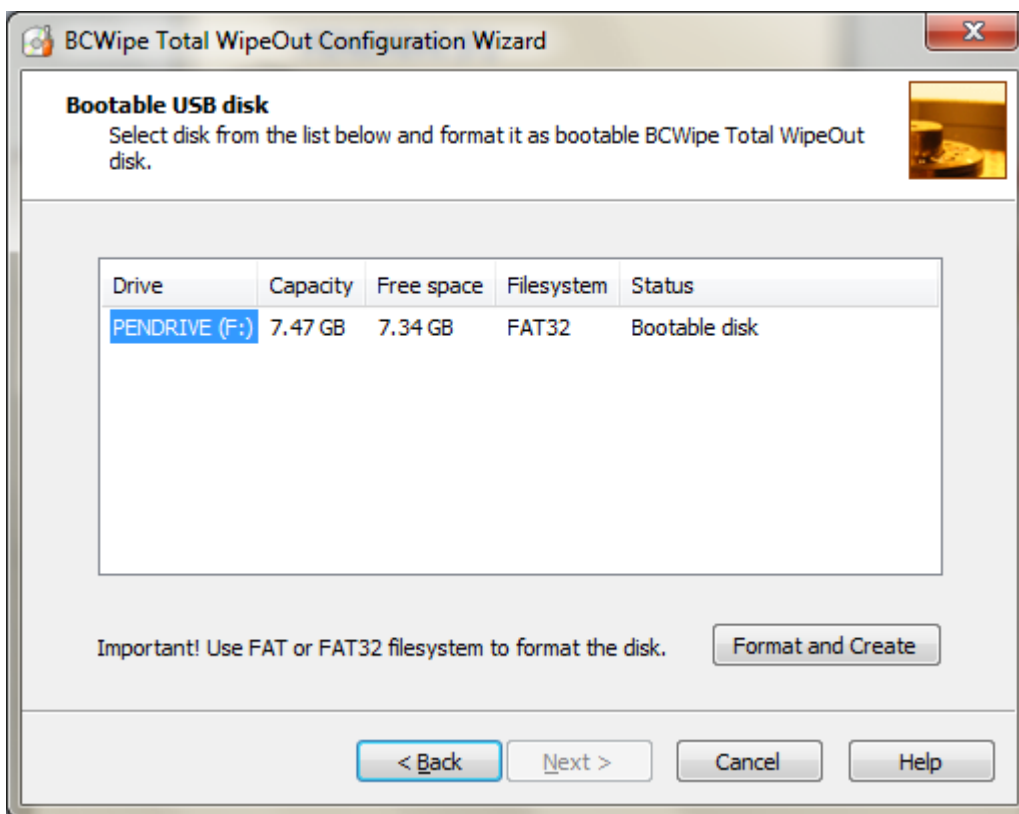 BCWipe Total WipeOut Configuration Wizard
Bootable USB disk
Select disk from the list below and format it as bootable BCWipe Total WipeOut
disk.
Drive Capacity Free space Filesystem Status
PENDRIVE (F:) 7.47 GB 7.34 GB FAT32 Bootable disk
Important! Use FAT or FAT32 filesystem to format the disk. Format and Create
< Back Next > Cancel Help